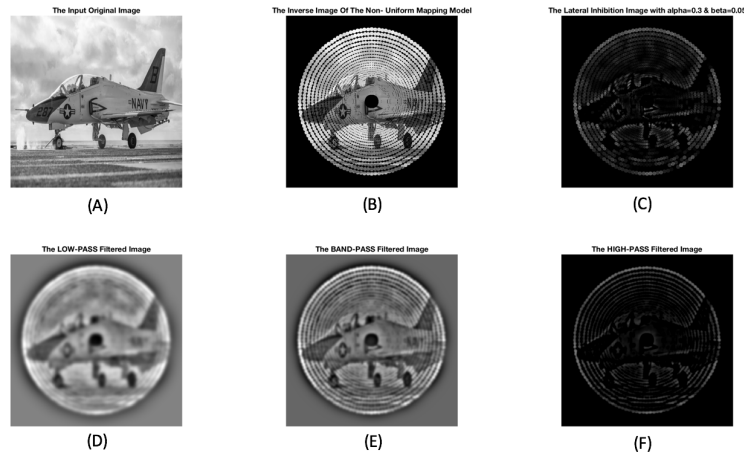 The Input Original Image
The Inverse Image Of The Non- Uniform Mapping Model
The Lateral Inhibition Image with alpha=0.3 & beta=0.05
NAVY
NAVY
(A)
(B)
(C)
The LOW-PASS Filtered Image
The BAND-PASS Filtered Image
The HIGH-PASS Filtered Image
(D)
(E)
(F)